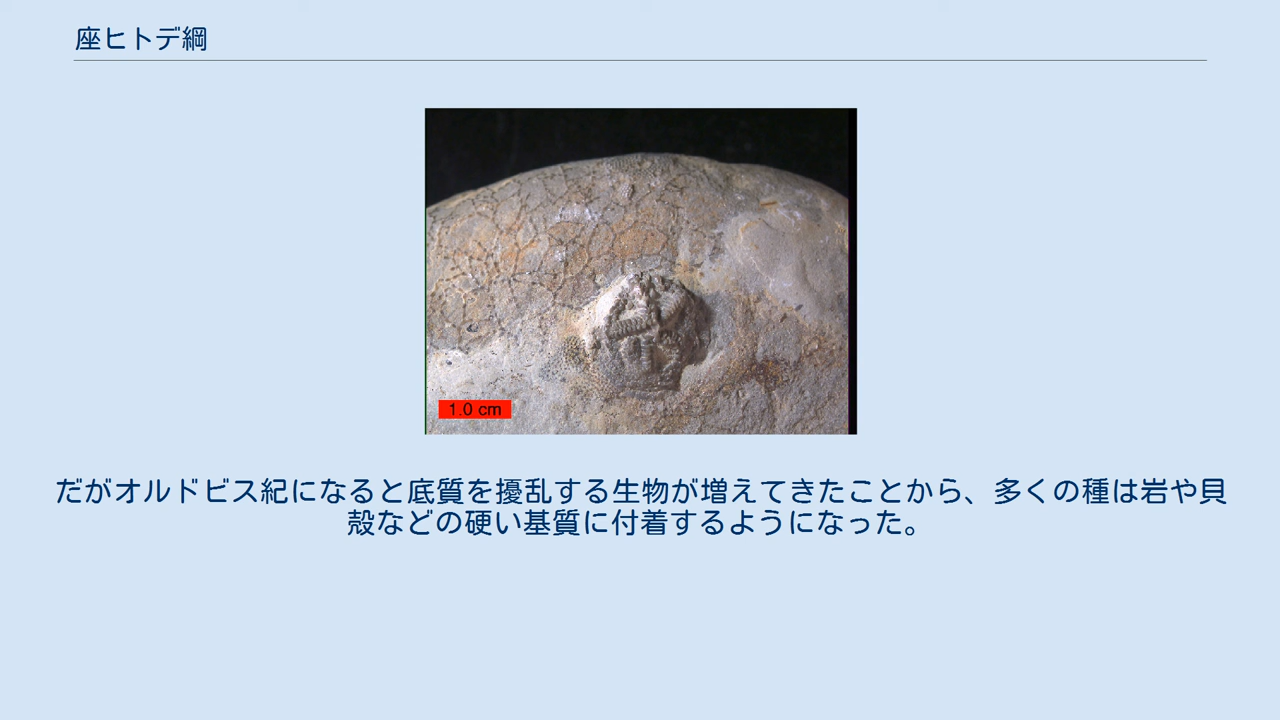 座ヒトデ綱
1.0 cm
だがオルドビス紀になると底質を擾乱する生物が増えてきたことから、多くの種は岩や貝
殻などの硬い基質に付着するようになった。